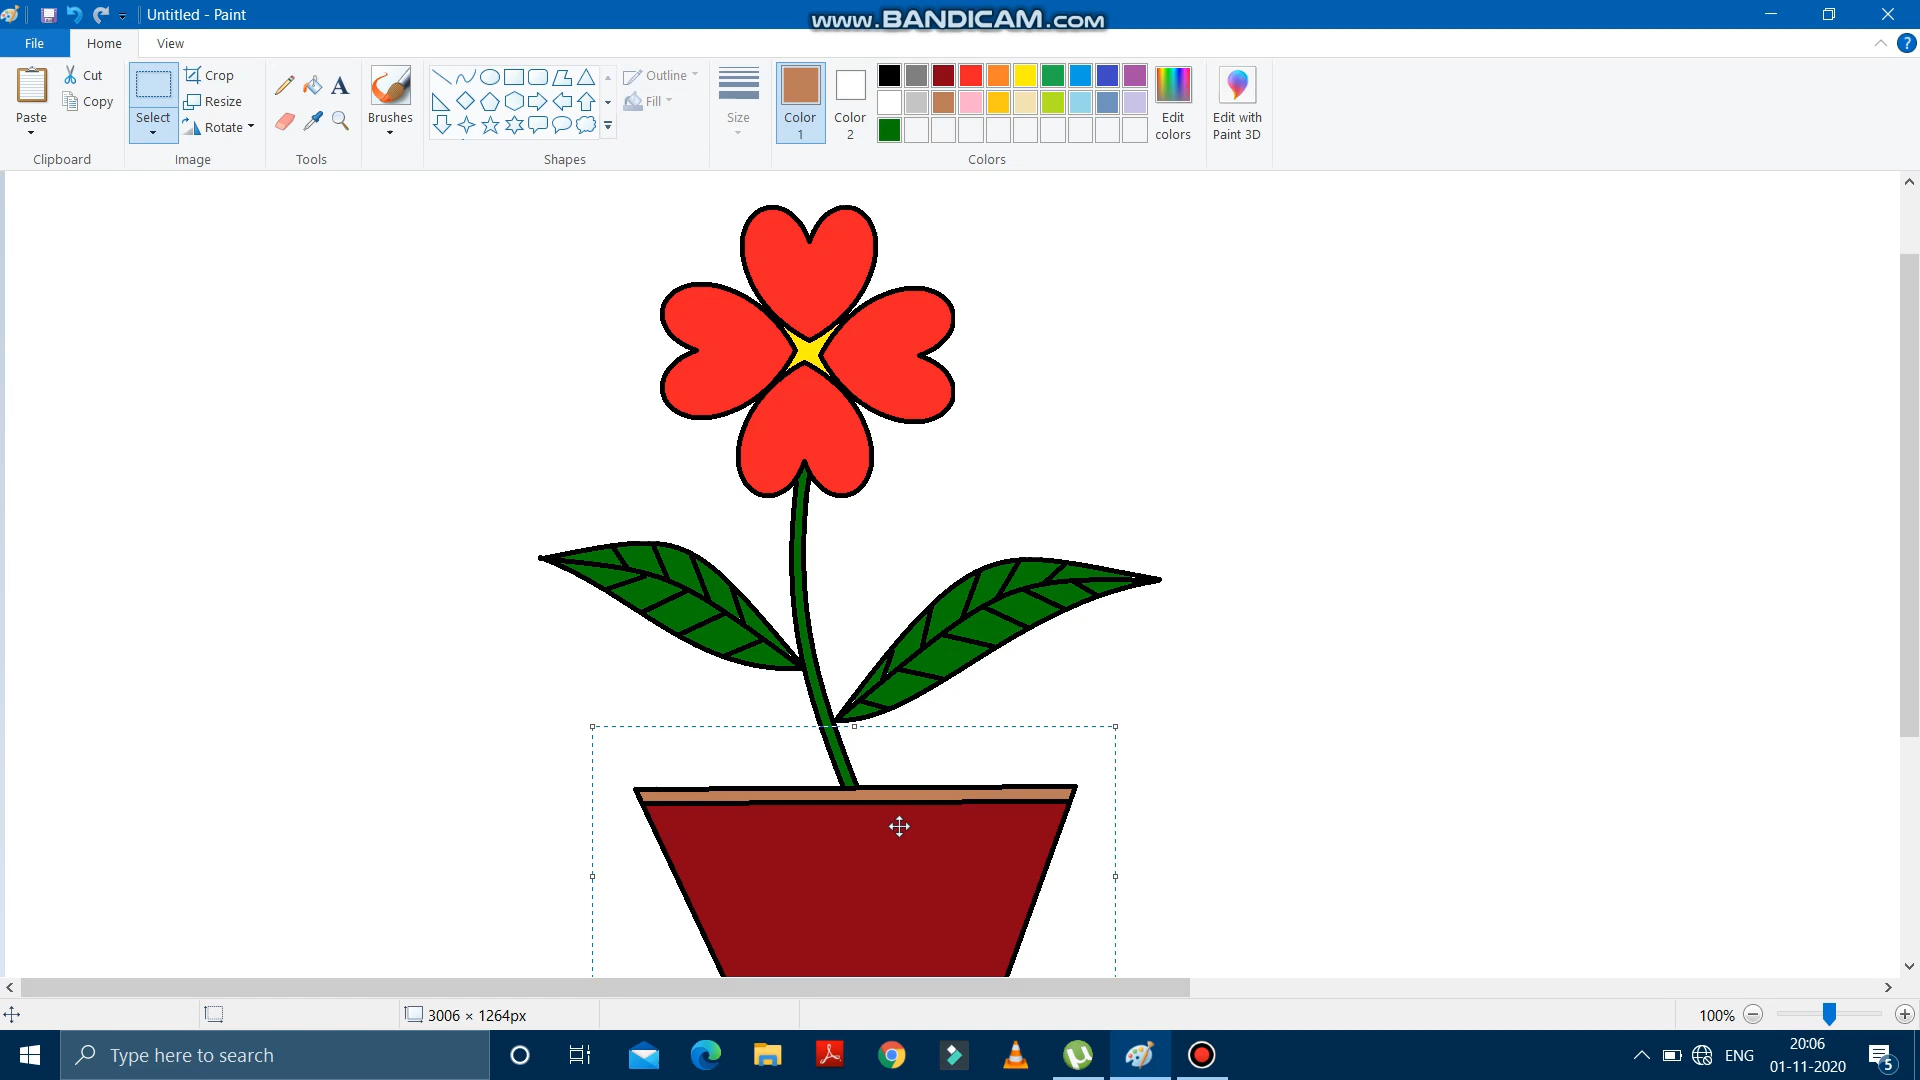 Untitled - Paint
www.BANDICAM.com
File Home View
Paste
Cut
Copy
Clipboard
Select
Crop
Resize
Rotate
Image
Tools
Brushes
Shapes
Outline
Fill
Size
Color 1
Color 2
Colors
Edit colors
Edit with Paint 3D
3006 × 1264px
100%
Type here to search
ENG
20:06
01-11-2020
5